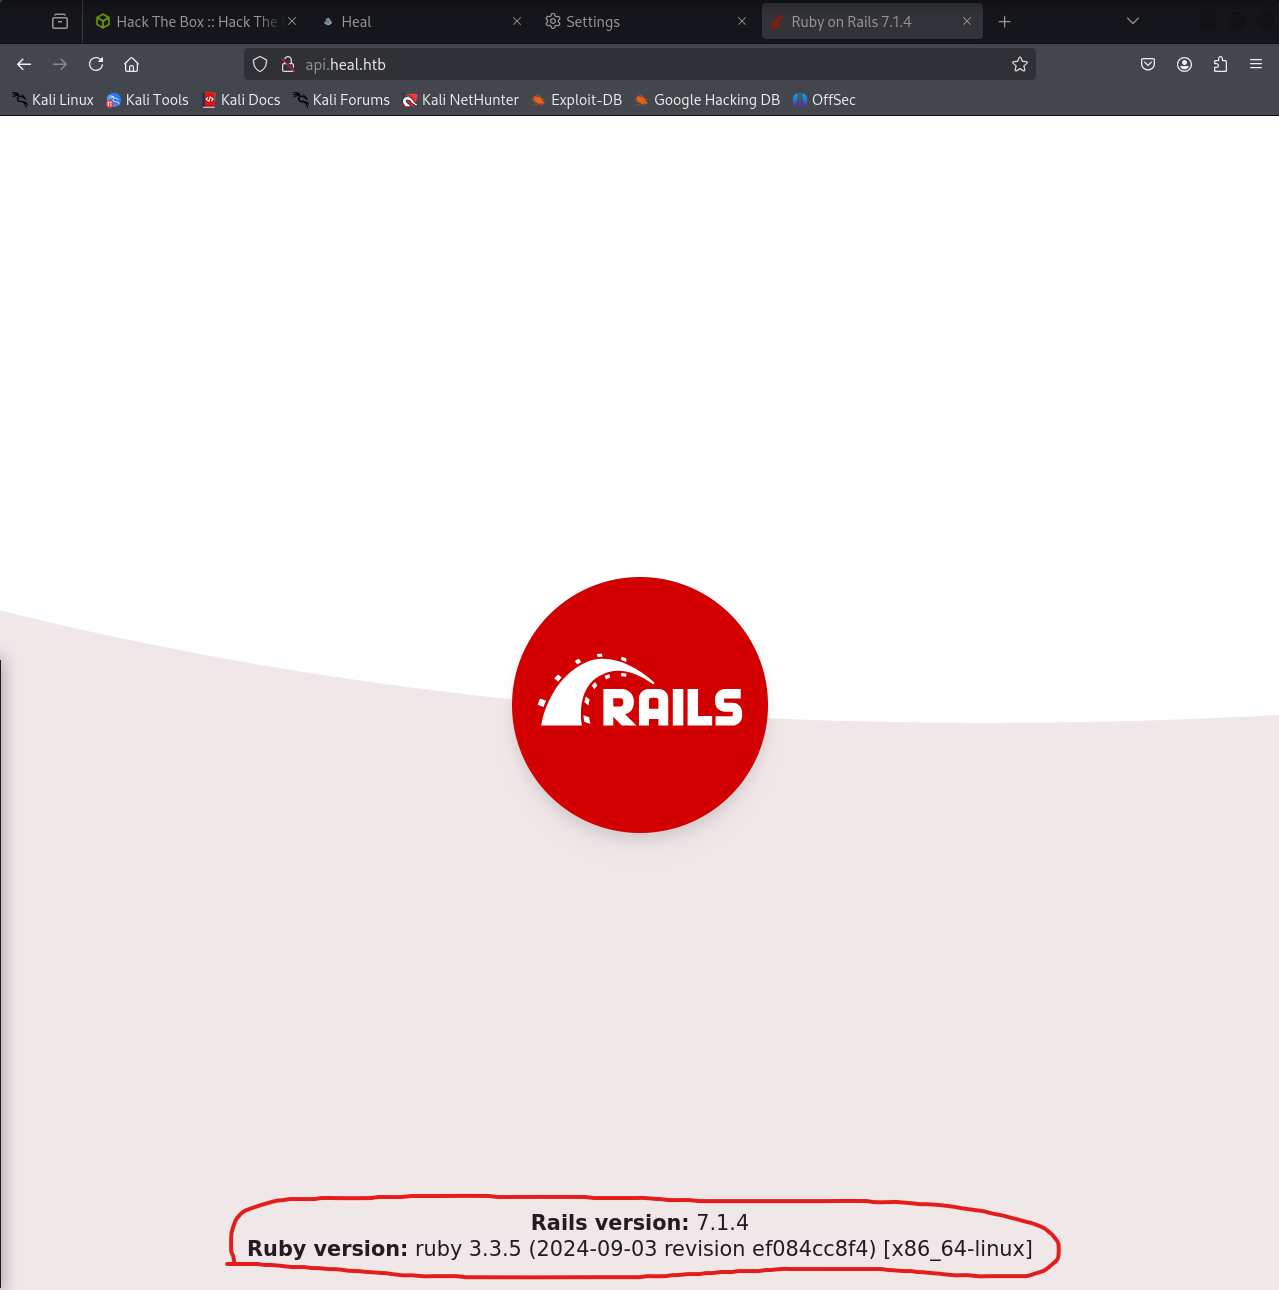 Hack The Box :: Hack The
Heal
Settings
Ruby on Rails 7.1.4
api.heal.htb
Kali Linux
Kali Tools
Kali Docs
Kali Forums
Kali NetHunter
Exploit-DB
Google Hacking DB
OffSec
RAILS
Rails version: 7.1.4
Ruby version: ruby 3.3.5 (2024-09-03 revision ef084cc8f4) [x86_64-linux]